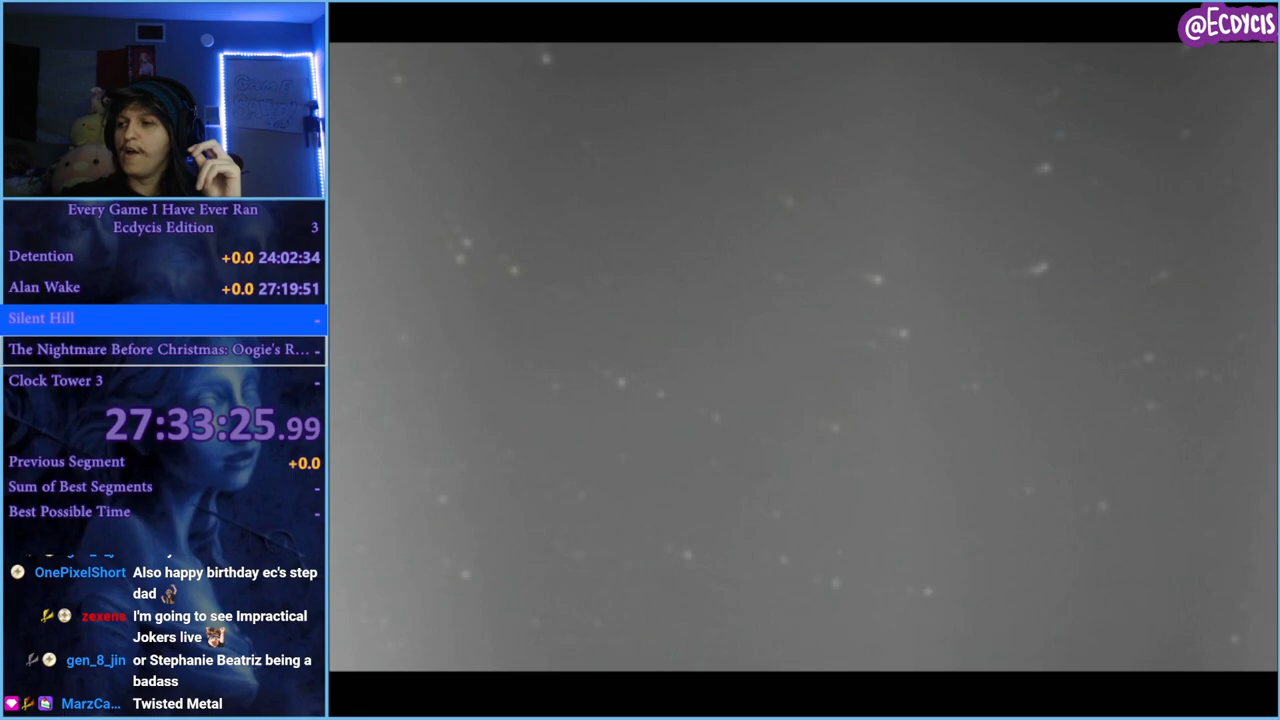 @ECDYCIS
Every Game I Have Ever Ran
Ecdycis Edition 3
Detention +0.0 24:02:34
Alan Wake +0.0 27:19:51
Silent Hill -
The Nightmare Before Christmas: Oogie's R... -
Clock Tower 3 -
27:33:25.99
Previous Segment +0.0
Sum of Best Segments -
Best Possible Time -
OnePixelShort Also happy birthday ec's step
dad
zexens I'm going to see Impractical
Jokers live
gen_8_jin or Stephanie Beatriz being a
badass
MarzCa... Twisted Metal